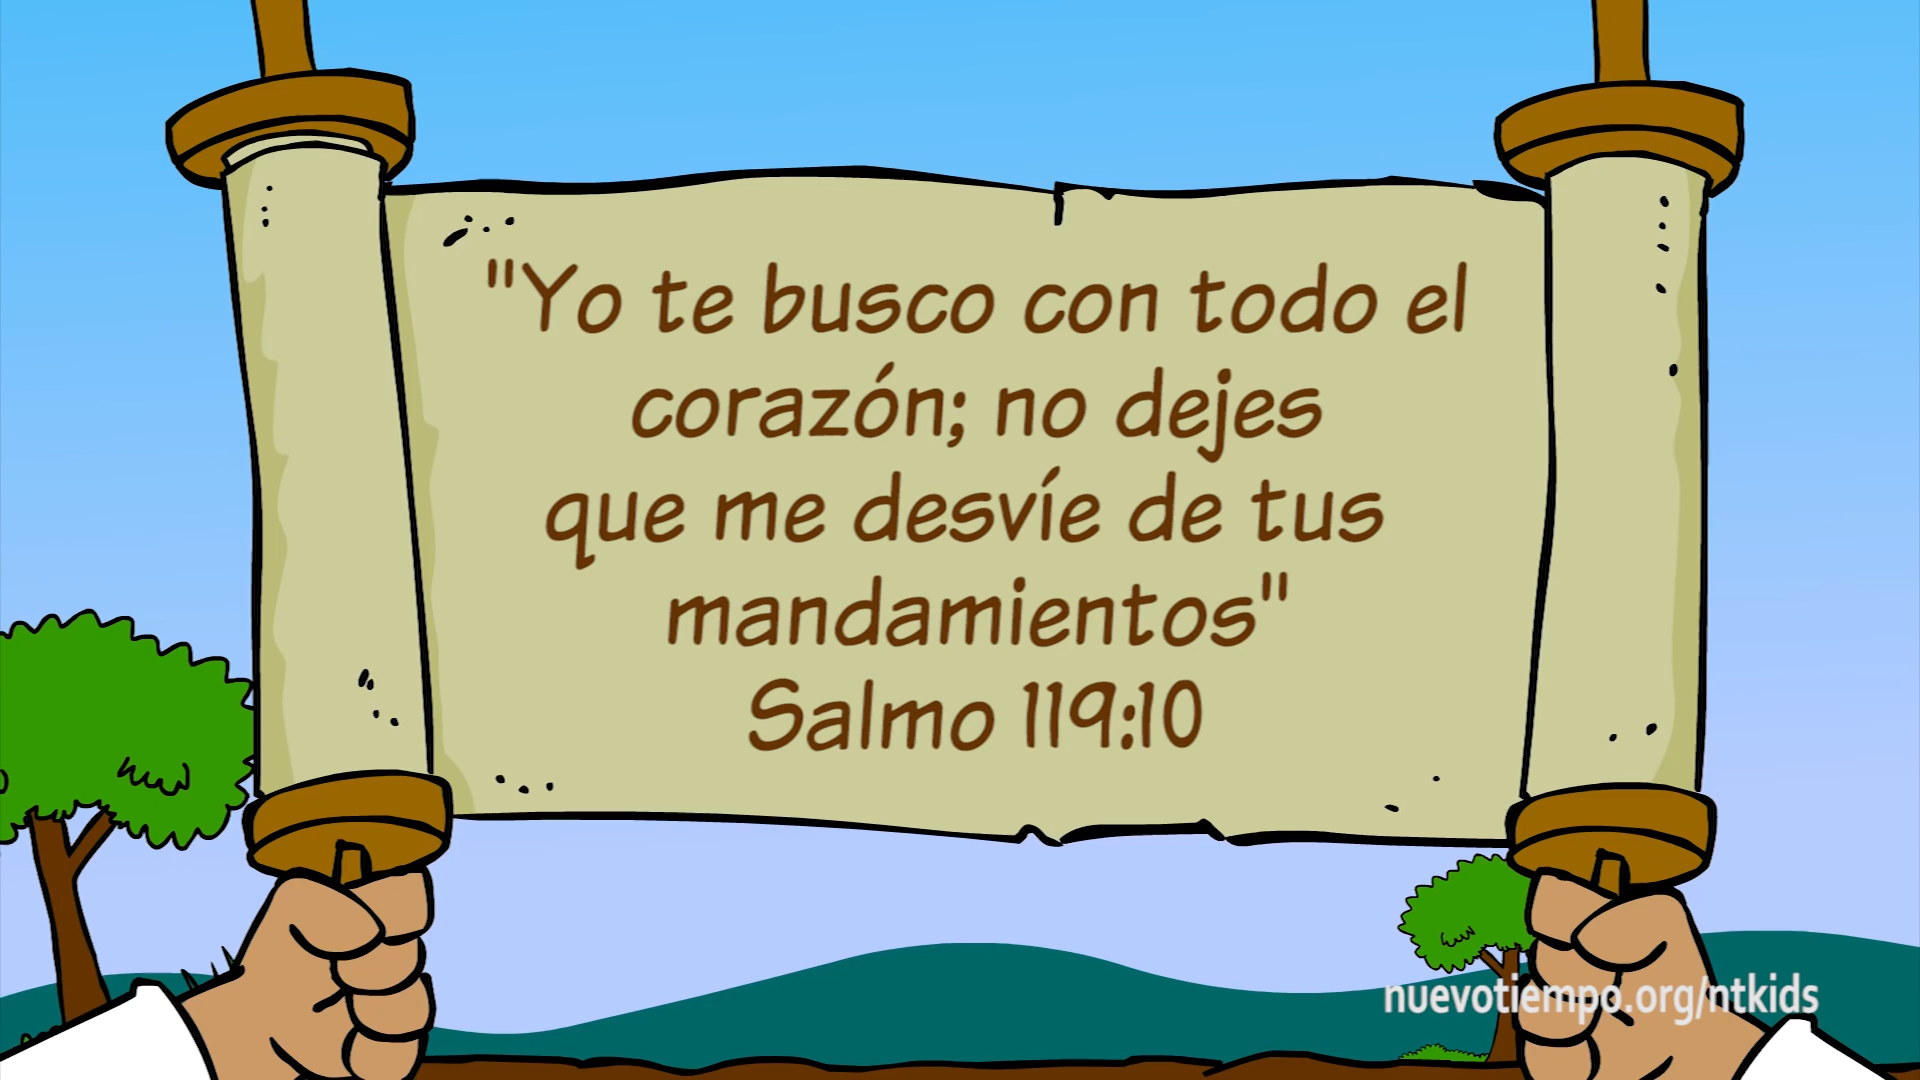 "Yo te busco con todo el
corazón; no dejes
que me desvíe de tus
mandamientos"
Salmo 119:10
nuevotiempo.org/ntkids